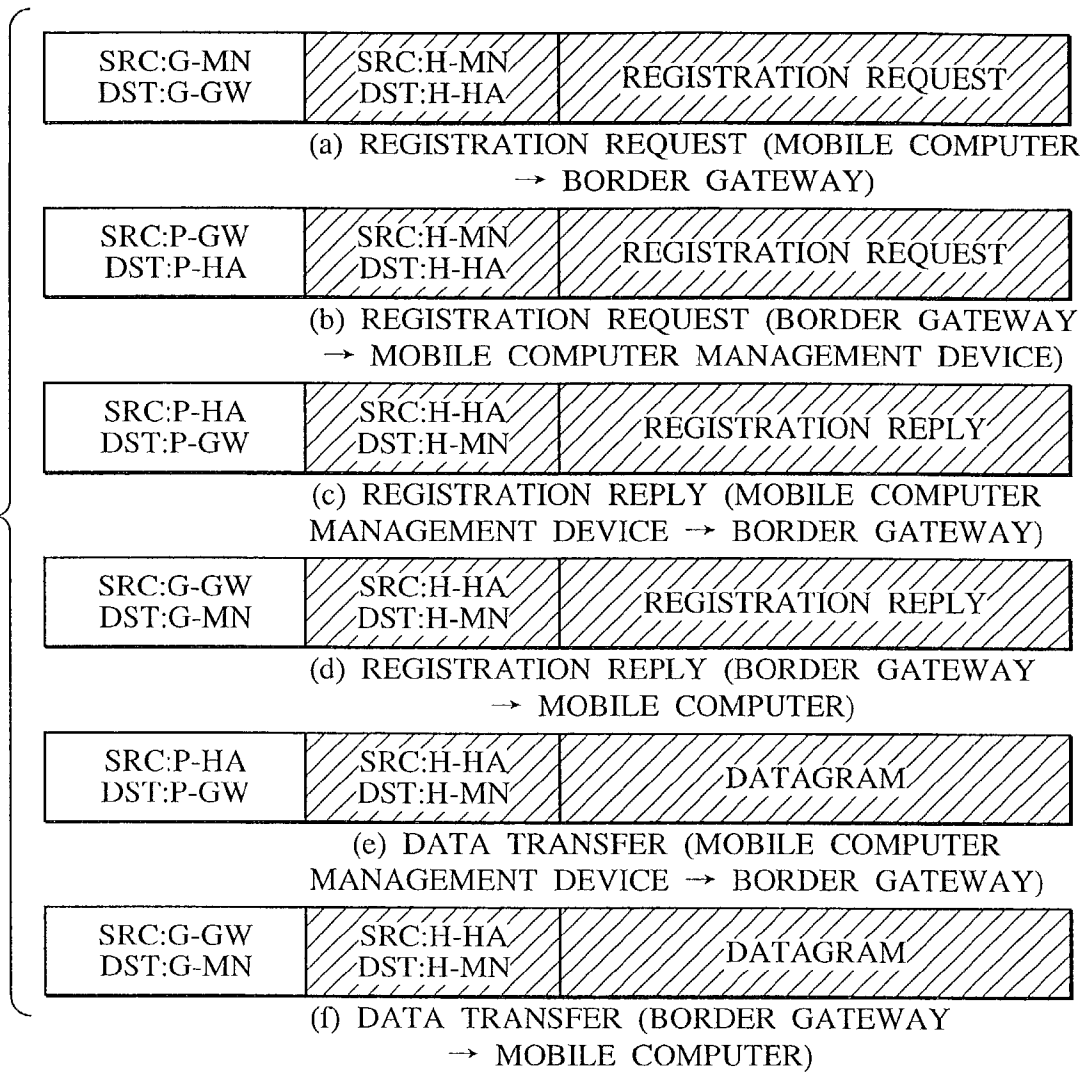 SRC:G-MN
DST:G-GW
SRC:H-MN
DST:H-HA
REGISTRATION REQUEST
(a) REGISTRATION REQUEST (MOBILE COMPUTER
→ BORDER GATEWAY)
SRC:P-GW
DST:P-HA
SRC:H-MN
DST:H-HA
REGISTRATION REQUEST
(b) REGISTRATION REQUEST (BORDER GATEWAY
→ MOBILE COMPUTER MANAGEMENT DEVICE)
SRC:P-HA
DST:P-GW
SRC:H-HA
DST:H-MN
REGISTRATION REPLY
(c) REGISTRATION REPLY (MOBILE COMPUTER
MANAGEMENT DEVICE → BORDER GATEWAY)
SRC:G-GW
DST:G-MN
SRC:H-HA
DST:H-MN
REGISTRATION REPLY
(d) REGISTRATION REPLY (BORDER GATEWAY
→ MOBILE COMPUTER)
SRC:P-HA
DST:P-GW
SRC:H-HA
DST:H-MN
DATAGRAM
(e) DATA TRANSFER (MOBILE COMPUTER
MANAGEMENT DEVICE → BORDER GATEWAY)
SRC:G-GW
DST:G-MN
SRC:H-HA
DST:H-MN
DATAGRAM
(f) DATA TRANSFER (BORDER GATEWAY
→ MOBILE COMPUTER)